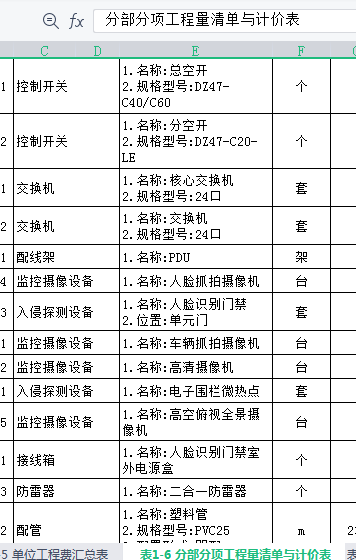 fx 分部分项工程量清单与计价表
C D E F
1 控制开关 1.名称:总空开 个
2.规格型号:DZ47-
C40/C60
2 控制开关 1.名称:分空开 个
2.规格型号:DZ47-C20-
LE
1 交换机 1.名称:核心交换机 套
2.规格型号:24口
2 交换机 1.名称:交换机 套
2.规格型号:24口
1 配线架 1.名称:PDU 架
4 监控摄像设备 1.名称:人脸抓拍摄像机 台
3 入侵探测设备 1.名称:人脸识别门禁 套
2.位置:单元门
1 监控摄像设备 1.名称:车辆抓拍摄像机 台
2 监控摄像设备 1.名称:高清摄像机 台
1 入侵探测设备 1.名称:电子围栏微热点 套
5 监控摄像设备 1.名称:高空俯视全景摄 台
像机
1 接线箱 1.名称:人脸识别门禁室 个
外电源盒
3 防雷器 1.名称:二合一防雷器 个
2 配管 1.名称:塑料管 m
2.规格型号:PVC25
-5 单位工程费汇总表 表1-6 分部分项工程量清单与计价表